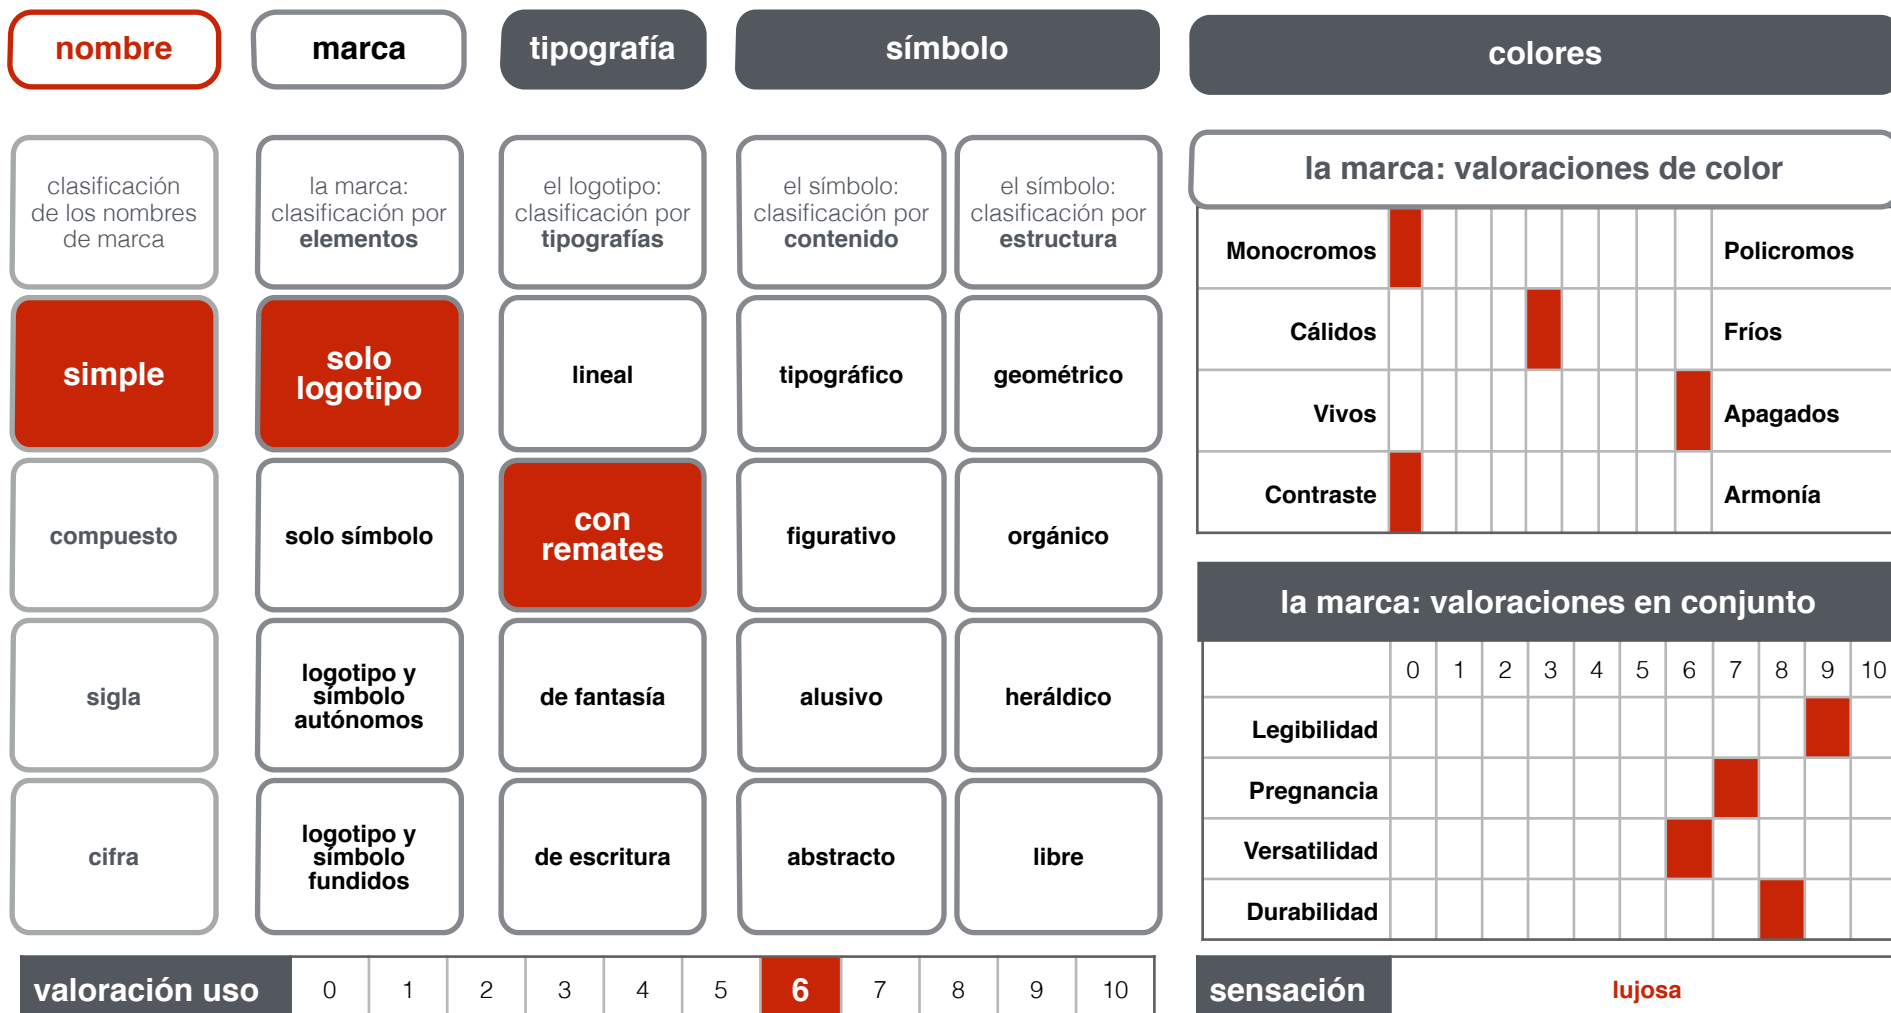 nombre
marca
tipografía
símbolo
colores
clasificación
de los nombres
de marca
la marca:
clasificación por
elementos
el logotipo:
clasificación por
tipografías
el símbolo:
clasificación por
contenido
el símbolo:
clasificación por
estructura
simple
solo
logotipo
lineal
tipográfico
geométrico
compuesto
solo símbolo
con
remates
figurativo
orgánico
sigla
logotipo y
símbolo
autónomos
de fantasía
alusivo
heráldico
cifra
logotipo y
símbolo
fundidos
de escritura
abstracto
libre
valoración uso 0 1 2 3 4 5 6 7 8 9 10
la marca: valoraciones de color
Monocromos Policromos
Cálidos Fríos
Vivos Apagados
Contraste Armonía
la marca: valoraciones en conjunto
0 1 2 3 4 5 6 7 8 9 10
Legibilidad
Pregnancia
Versatilidad
Durabilidad
sensación lujosa